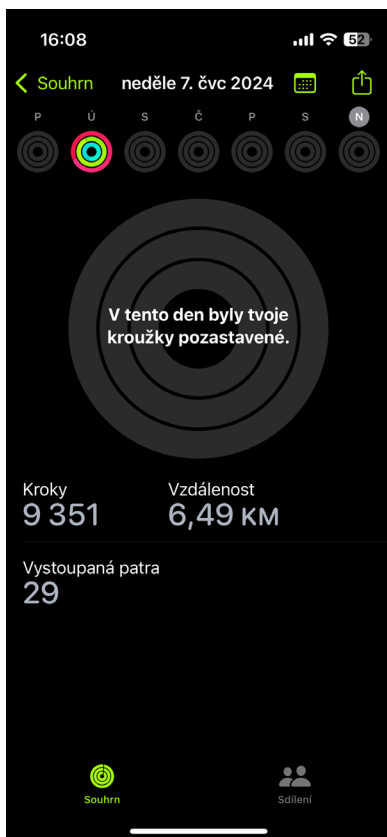 16:08
52
Souhrn
neděle 7. čvc 2024
P Ú S Č P S N
V tento den byly tvoje
kroužky pozastavené.
Kroky
Vzdálenost
9 351
6,49 KM
Vystoupaná patra
29
Souhrn
Sdílení